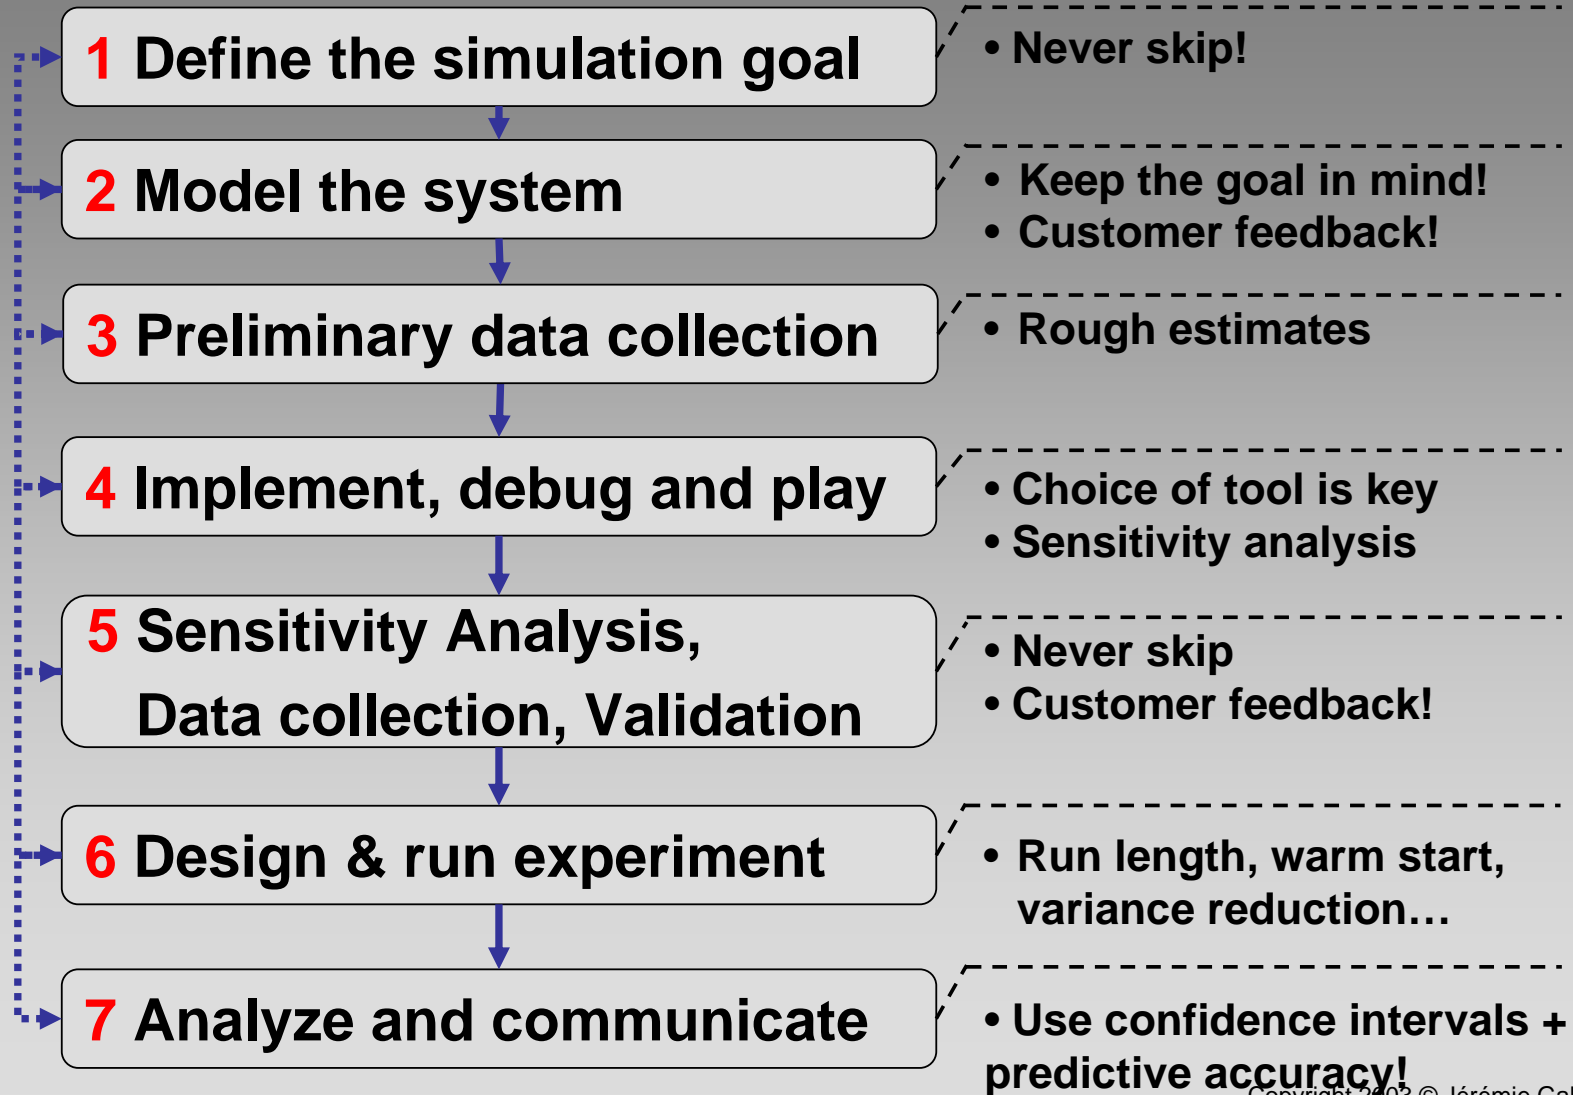 1 Define the simulation goal
• Never skip!
2 Model the system
• Keep the goal in mind!
• Customer feedback!
3 Preliminary data collection
• Rough estimates
4 Implement, debug and play
• Choice of tool is key
• Sensitivity analysis
5 Sensitivity Analysis,
Data collection, Validation
• Never skip
• Customer feedback!
6 Design & run experiment
• Run length, warm start,
variance reduction…
7 Analyze and communicate
• Use confidence intervals +
predictive accuracy!
Copyright 2003 © Jérémie